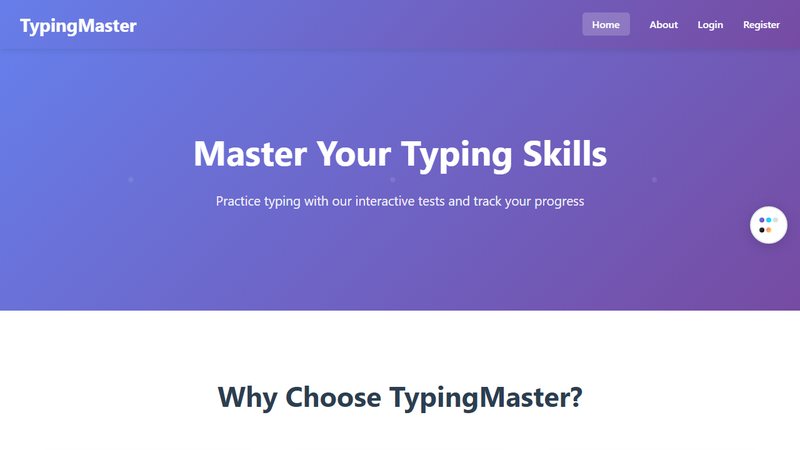 TypingMaster
Home About Login Register
Master Your Typing Skills
Practice typing with our interactive tests and track your progress
Why Choose TypingMaster?